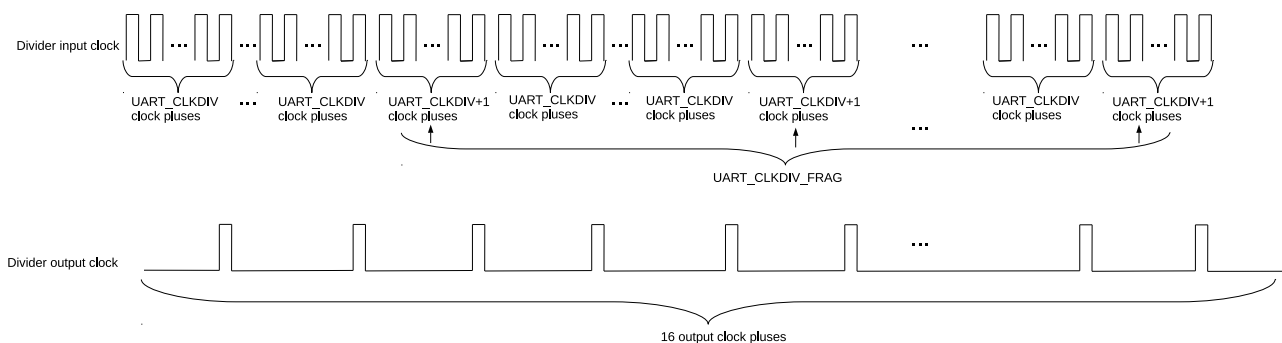 Divider input clock
... ... ... ... ... ... ... ... ... ... ... ...
UART_CLKDIV
clock pluses
...
UART_CLKDIV
clock pluses
UART_CLKDIV+1
clock pluses
UART_CLKDIV
clock pluses
...
UART_CLKDIV
clock pluses
UART_CLKDIV+1
clock pluses
...
UART_CLKDIV
clock pluses
UART_CLKDIV+1
clock pluses
UART_CLKDIV_FRAG
Divider output clock
...
16 output clock pluses